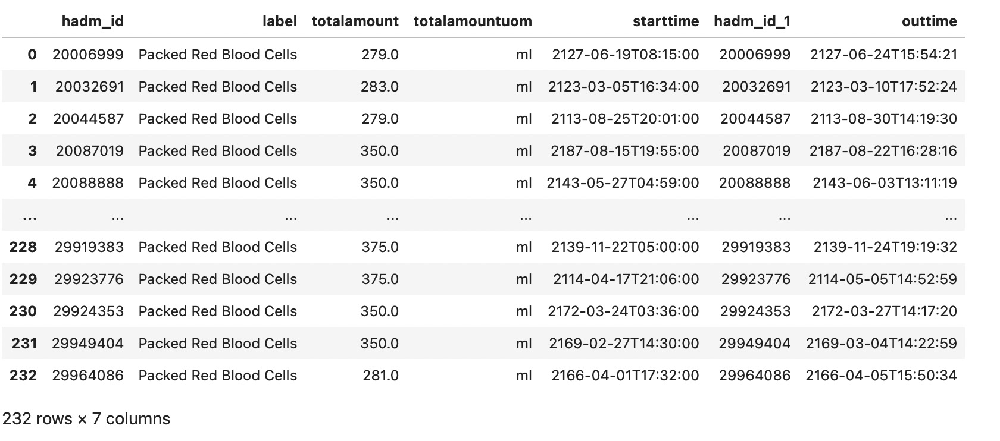 hadm_id label totalamount totalamountuom starttime hadm_id_1 outtime
0 20006999 Packed Red Blood Cells 279.0 ml 2127-06-19T08:15:00 20006999 2127-06-24T15:54:21
1 20032691 Packed Red Blood Cells 283.0 ml 2123-03-05T16:34:00 20032691 2123-03-10T17:52:24
2 20044587 Packed Red Blood Cells 279.0 ml 2113-08-25T20:01:00 20044587 2113-08-30T14:19:30
3 20087019 Packed Red Blood Cells 350.0 ml 2187-08-15T19:55:00 20087019 2187-08-22T16:28:16
4 20088888 Packed Red Blood Cells 350.0 ml 2143-05-27T04:59:00 20088888 2143-06-03T13:11:19
... ... ... ... ... ... ... ...
228 29919383 Packed Red Blood Cells 375.0 ml 2139-11-22T05:00:00 29919383 2139-11-24T19:19:32
229 29923776 Packed Red Blood Cells 375.0 ml 2114-04-17T21:06:00 29923776 2114-05-05T14:52:59
230 29924353 Packed Red Blood Cells 350.0 ml 2172-03-24T03:36:00 29924353 2172-03-27T14:17:20
231 29949404 Packed Red Blood Cells 350.0 ml 2169-02-27T14:30:00 29949404 2169-03-04T14:22:59
232 29964086 Packed Red Blood Cells 281.0 ml 2166-04-01T17:32:00 29964086 2166-04-05T15:50:34
232 rows × 7 columns